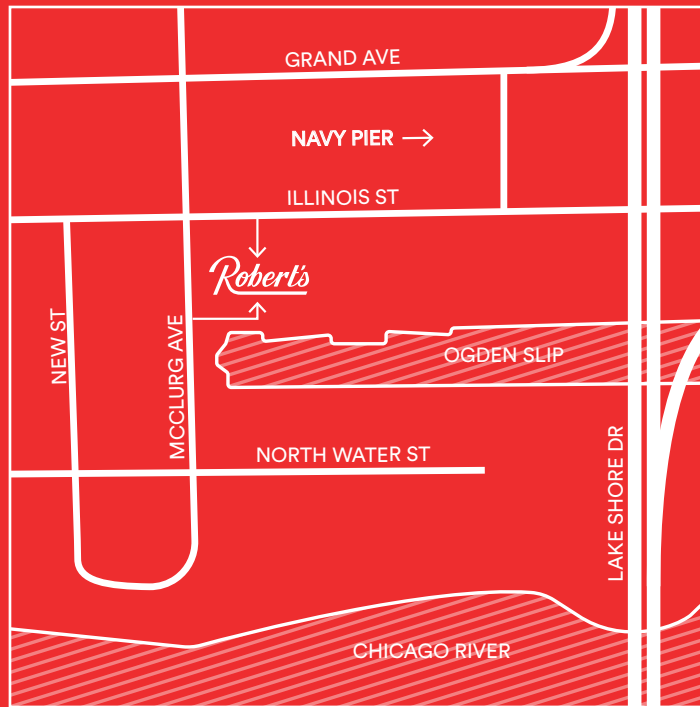 GRAND AVE
NAVY PIER
ILLINOIS ST
Robert's
NEW ST
MCCLURG AVE
OGDEN SLIP
NORTH WATER ST
LAKE SHORE DR
CHICAGO RIVER